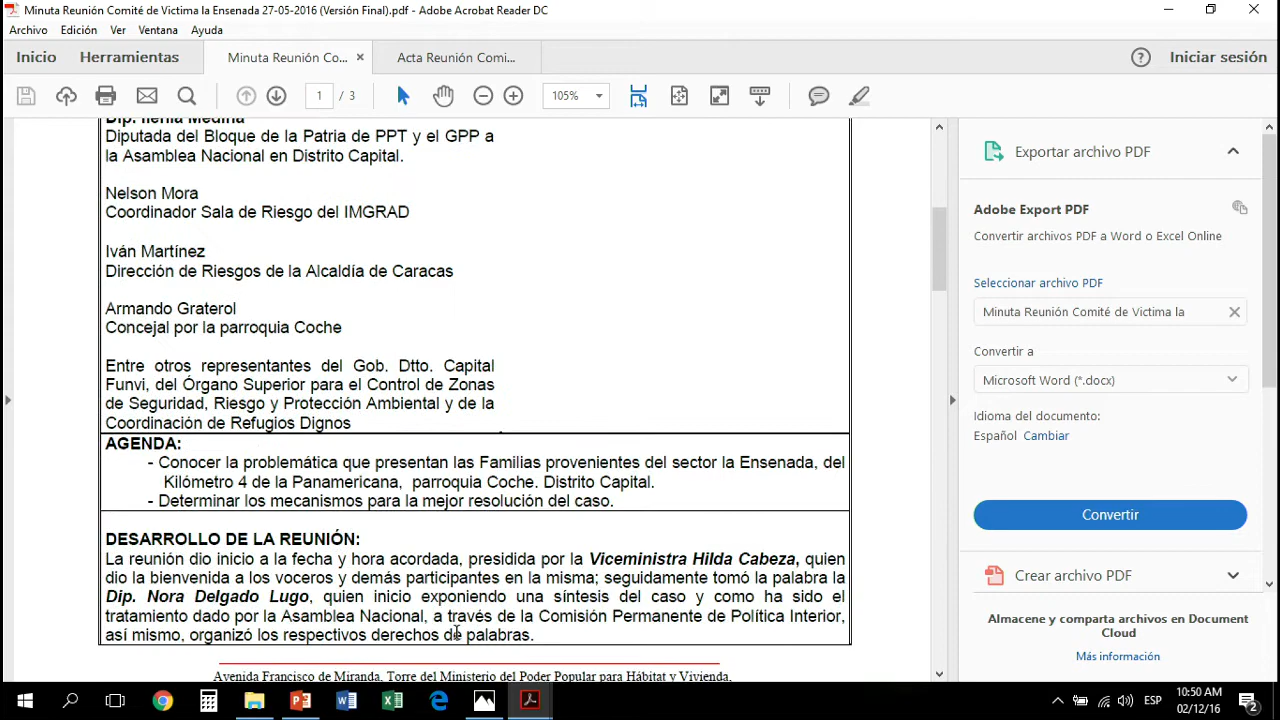 Minuta Reunión Comité de Victima la Ensenada 27-05-2016 (Versión Final).pdf - Adobe Acrobat Reader DC
Archivo Edición Ver Ventana Ayuda
Inicio Herramientas Minuta Reunión Co... Acta Reunión Comi... Iniciar sesión
1 / 3 105%
Dip. Ilenia Medina
Diputada del Bloque de la Patria de PPT y el GPP a
la Asamblea Nacional en Distrito Capital.
Nelson Mora
Coordinador Sala de Riesgo del IMGRAD
Iván Martínez
Dirección de Riesgos de la Alcaldía de Caracas
Armando Graterol
Concejal por la parroquia Coche
Entre otros representantes del Gob. Dtto. Capital
Funvi, del Órgano Superior para el Control de Zonas
de Seguridad, Riesgo y Protección Ambiental y de la
Coordinación de Refugios Dignos
AGENDA:
- Conocer la problemática que presentan las Familias provenientes del sector la Ensenada, del
Kilómetro 4 de la Panamericana, parroquia Coche. Distrito Capital.
- Determinar los mecanismos para la mejor resolución del caso.
DESARROLLO DE LA REUNIÓN:
La reunión dio inicio a la fecha y hora acordada, presidida por la Viceministra Hilda Cabeza, quien
dio la bienvenida a los voceros y demás participantes en la misma; seguidamente tomó la palabra la
Dip. Nora Delgado Lugo, quien inicio exponiendo una síntesis del caso y como ha sido el
tratamiento dado por la Asamblea Nacional, a través de la Comisión Permanente de Política Interior,
así mismo, organizó los respectivos derechos de palabras.
Avenida Francisco de Miranda, Torre del Ministerio del Poder Popular para Hábitat y Vivienda.
Exportar archivo PDF
Adobe Export PDF
Convertir archivos PDF a Word o Excel Online
Seleccionar archivo PDF
Minuta Reunión Comité de Victima la
Convertir a
Microsoft Word (*.docx)
Idioma del documento:
Español Cambiar
Convertir
Crear archivo PDF
Almacene y comparta archivos en Document
Cloud
Más información
ESP
10:50 AM
02/12/16
2